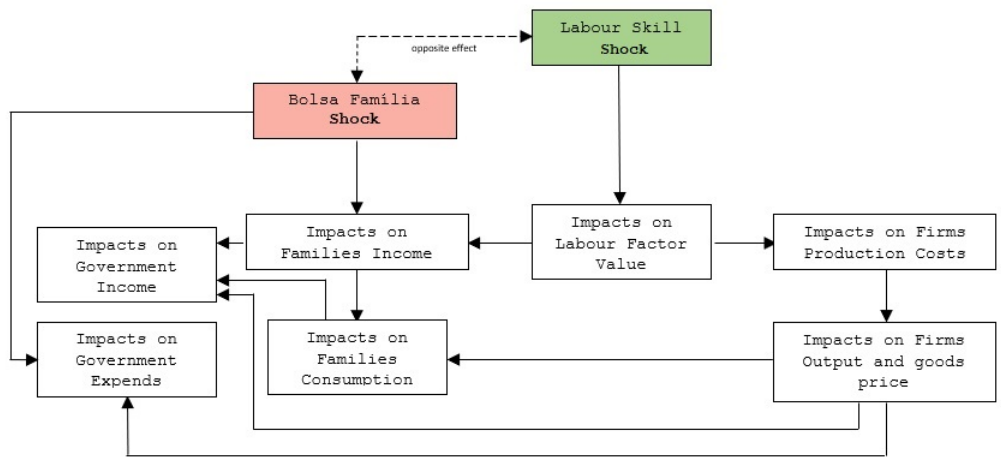 Labour Skill
Shock
opposite effect
Bolsa Família
Shock
Impacts on
Families Income
Impacts on
Labour Factor
Value
Impacts on Firms
Production Costs
Impacts on
Government
Income
Impacts on
Government
Expends
Impacts on
Families
Consumption
Impacts on Firms
Output and goods
price